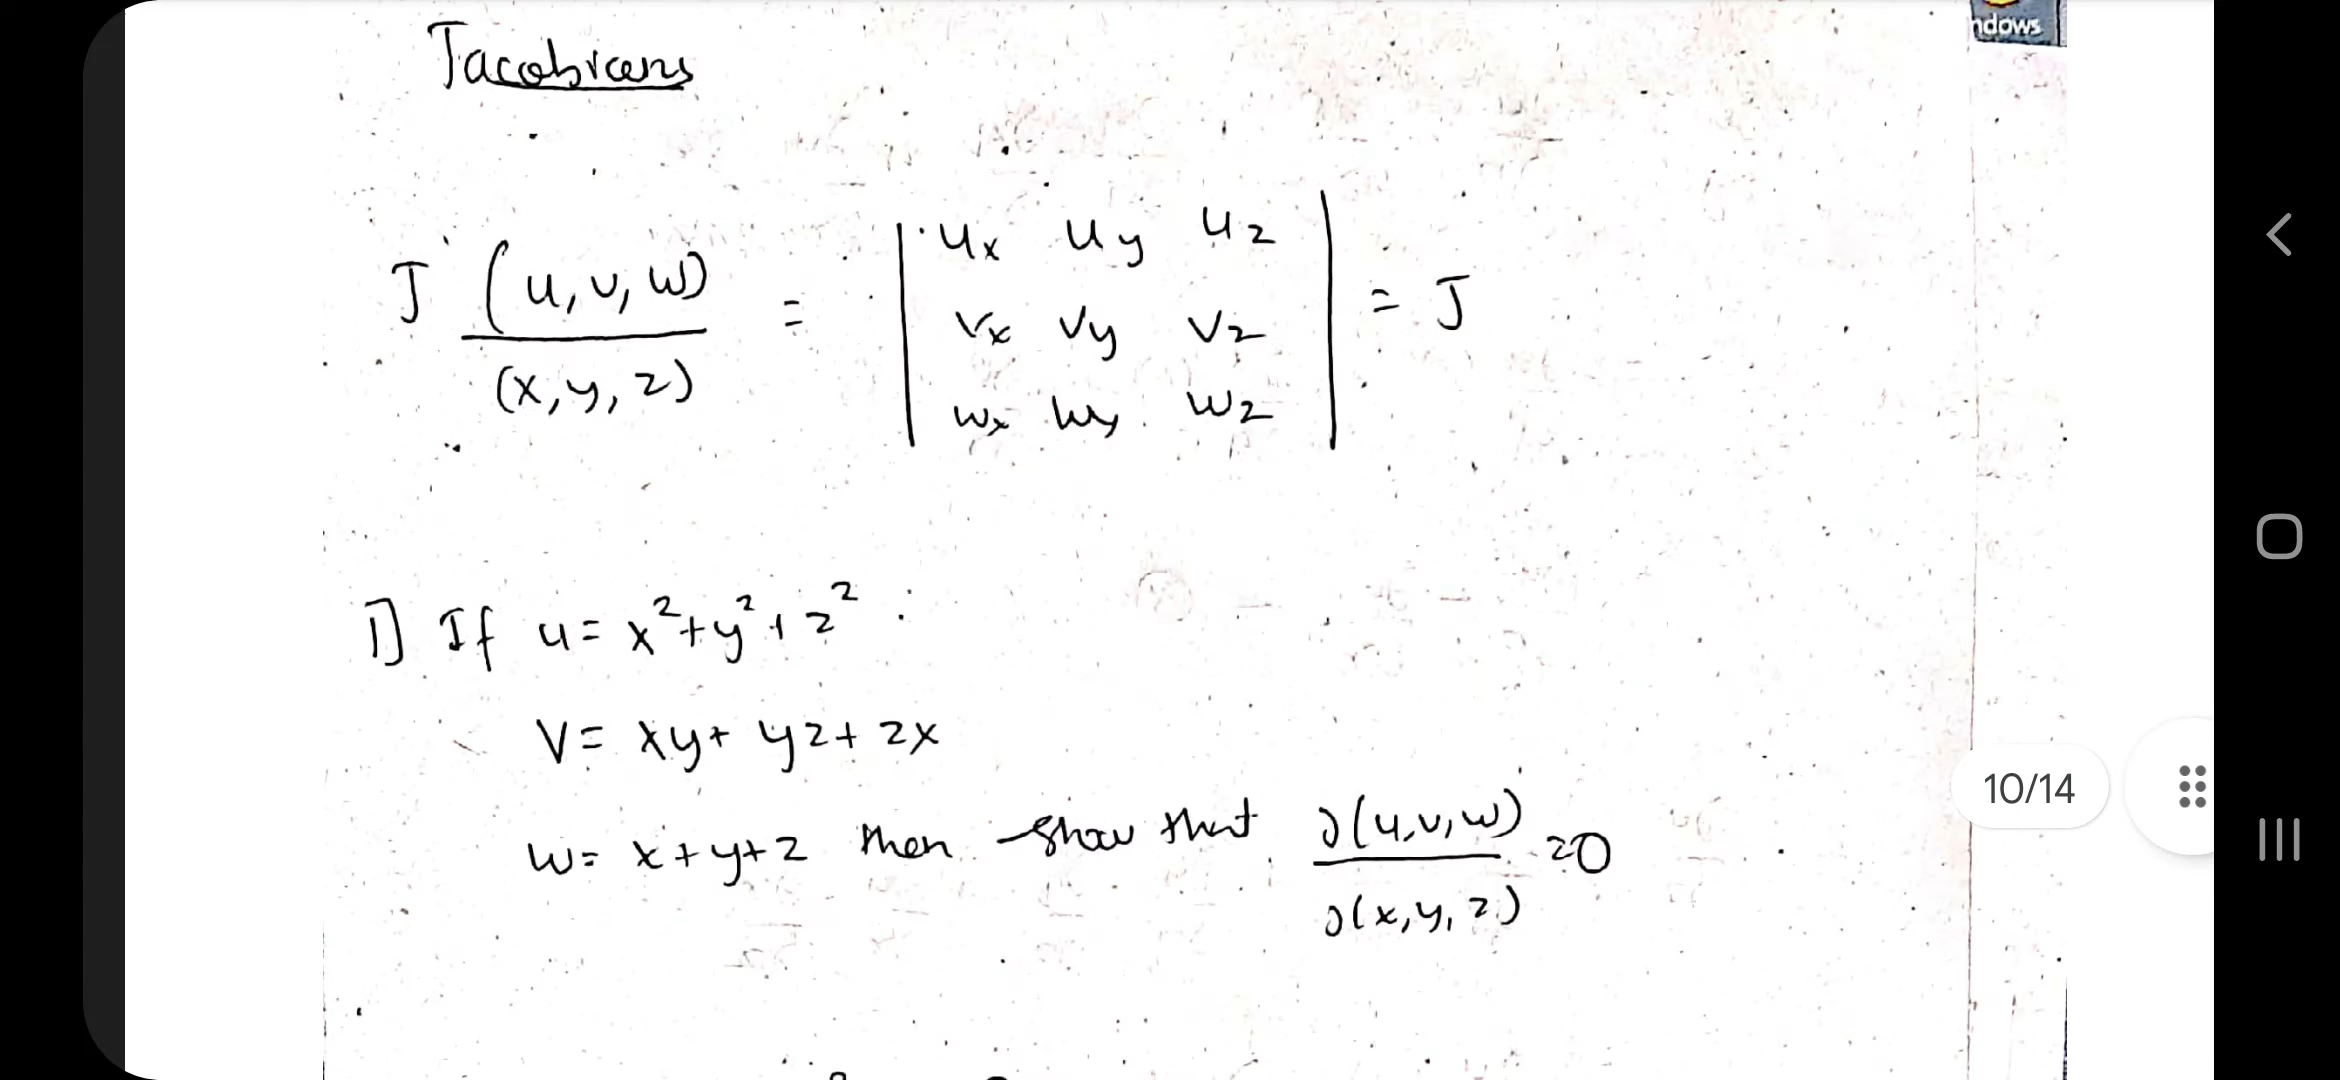 ndows
Jacobians
J (u, v, w) / (x, y, z) = | ux uy uz | = J
| vx vy vz |
| wx wy wz |
1] If u = x² + y² + z²
V = xy + yz + zx
w = x + y + z then show that ∂(u, v, w) / ∂(x, y, z) = 0
10/14